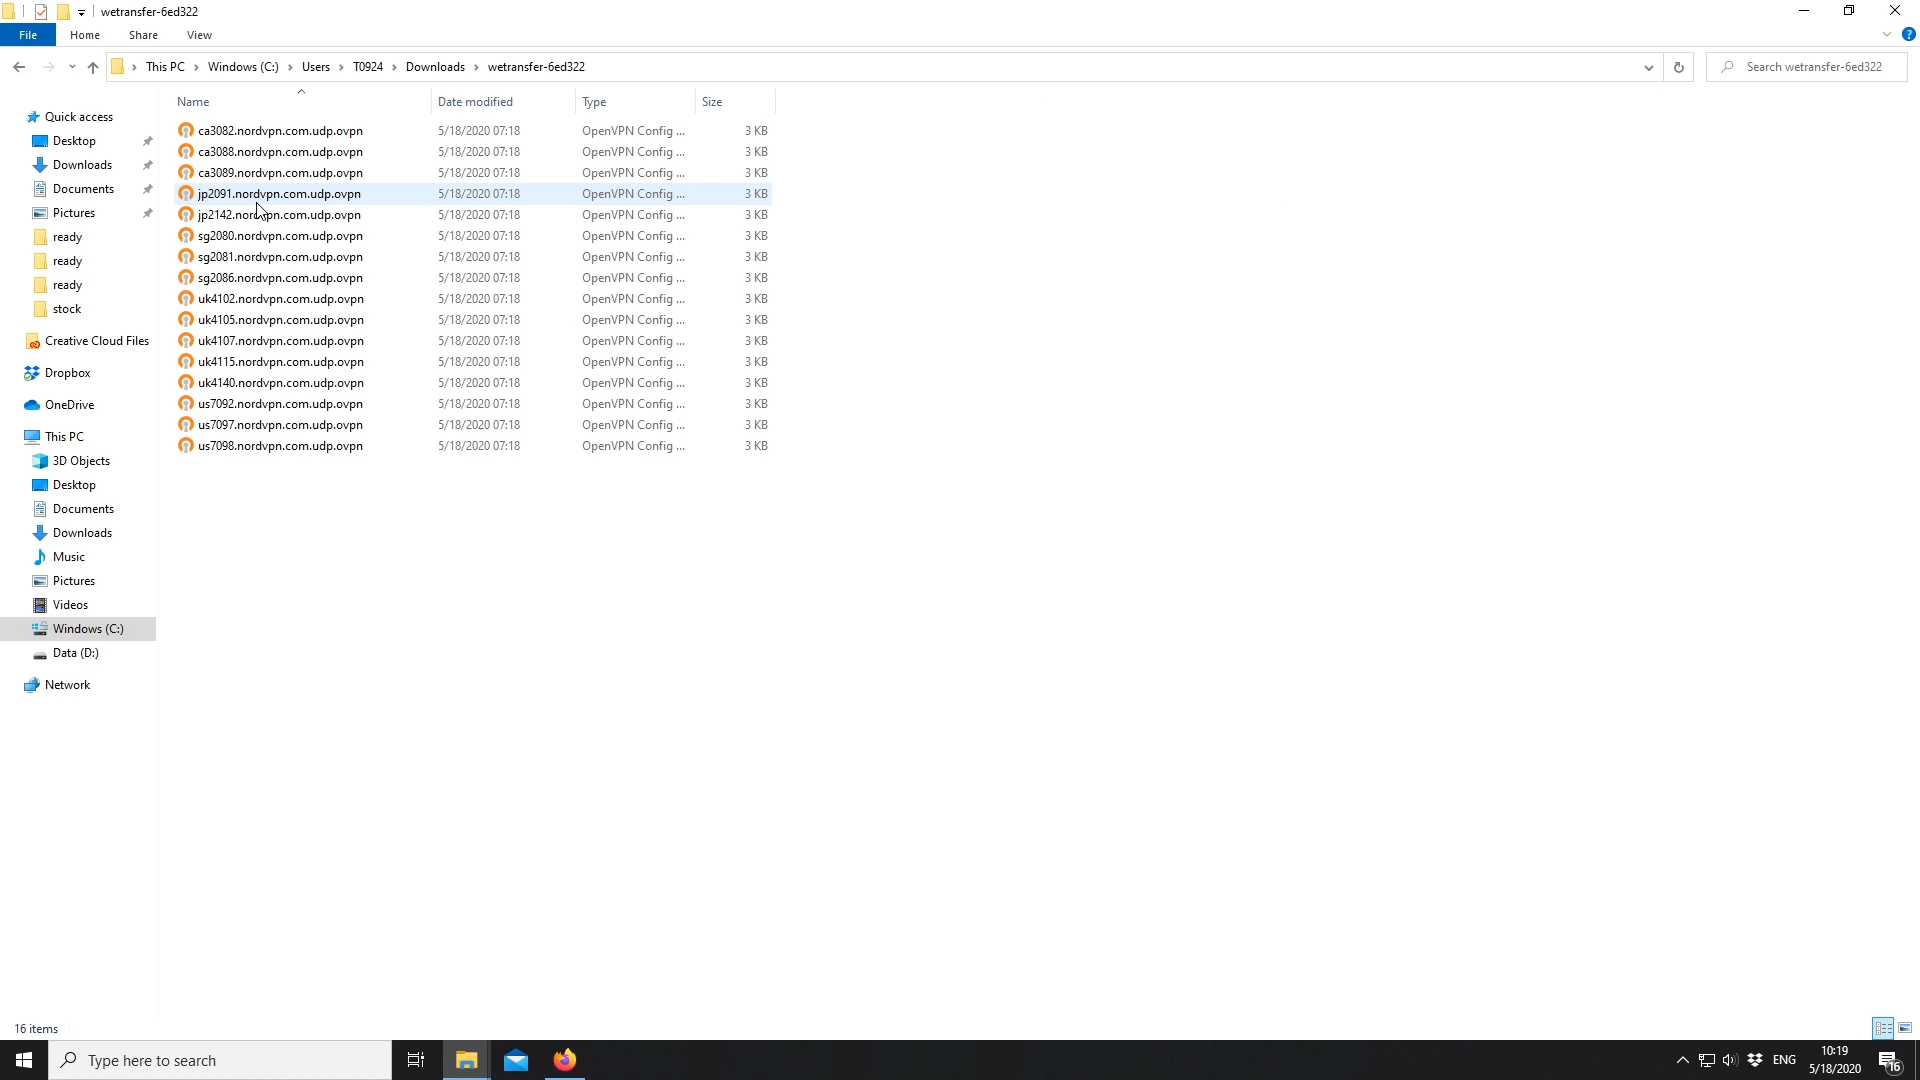 wetransfer-6ed322
File Home Share View
This PC Windows (C:) Users T0924 Downloads wetransfer-6ed322 Search wetransfer-6ed322
Name Date modified Type Size
ca3082.nordvpn.com.udp.ovpn 5/18/2020 07:18 OpenVPN Config ... 3 KB
ca3088.nordvpn.com.udp.ovpn 5/18/2020 07:18 OpenVPN Config ... 3 KB
ca3089.nordvpn.com.udp.ovpn 5/18/2020 07:18 OpenVPN Config ... 3 KB
jp2091.nordvpn.com.udp.ovpn 5/18/2020 07:18 OpenVPN Config ... 3 KB
jp2142.nordvpn.com.udp.ovpn 5/18/2020 07:18 OpenVPN Config ... 3 KB
sg2080.nordvpn.com.udp.ovpn 5/18/2020 07:18 OpenVPN Config ... 3 KB
sg2081.nordvpn.com.udp.ovpn 5/18/2020 07:18 OpenVPN Config ... 3 KB
sg2086.nordvpn.com.udp.ovpn 5/18/2020 07:18 OpenVPN Config ... 3 KB
uk4102.nordvpn.com.udp.ovpn 5/18/2020 07:18 OpenVPN Config ... 3 KB
uk4105.nordvpn.com.udp.ovpn 5/18/2020 07:18 OpenVPN Config ... 3 KB
uk4107.nordvpn.com.udp.ovpn 5/18/2020 07:18 OpenVPN Config ... 3 KB
uk4115.nordvpn.com.udp.ovpn 5/18/2020 07:18 OpenVPN Config ... 3 KB
uk4140.nordvpn.com.udp.ovpn 5/18/2020 07:18 OpenVPN Config ... 3 KB
us7092.nordvpn.com.udp.ovpn 5/18/2020 07:18 OpenVPN Config ... 3 KB
us7097.nordvpn.com.udp.ovpn 5/18/2020 07:18 OpenVPN Config ... 3 KB
us7098.nordvpn.com.udp.ovpn 5/18/2020 07:18 OpenVPN Config ... 3 KB
Quick access
Desktop
Downloads
Documents
Pictures
ready
ready
ready
stock
Creative Cloud Files
Dropbox
OneDrive
This PC
3D Objects
Desktop
Documents
Downloads
Music
Pictures
Videos
Windows (C:)
Data (D:)
Network
16 items
Type here to search
ENG
10:19
5/18/2020
16